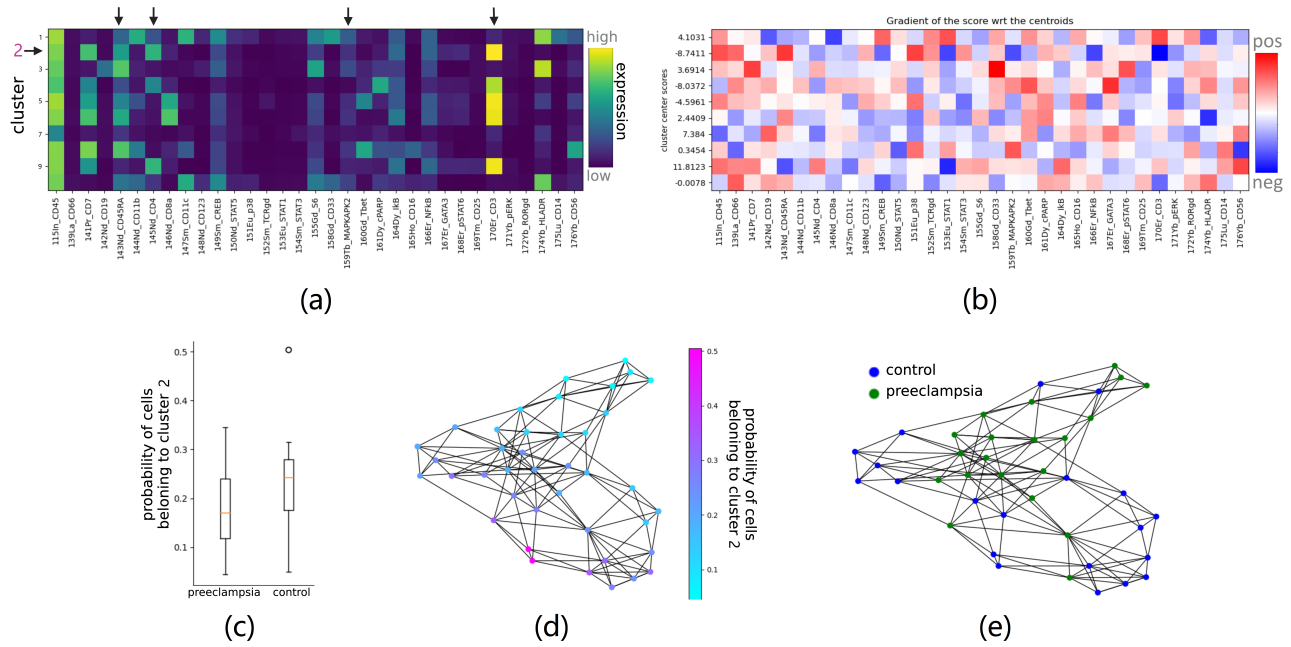 high
low
expression
cluster
1
2
3
5
7
9
115In_CD45
139La_CD66
141Pr_CD7
142Nd_CD19
143Nd_CD45RA
144Nd_CD11b
145Nd_CD4
146Nd_CD8a
147Sm_CD11c
148Nd_CD123
149Sm_CREB
150Nd_STAT5
151Eu_p38
152Sm_TCRgd
153Eu_STAT1
154Sm_STAT3
155Gd_S6
158Gd_CD33
159Tb_MAPKAPK2
160Gd_Tbet
161Dy_cPARP
164Dy_IkB
165Ho_CD16
166Er_NFkB
167Er_GATA3
168Er_pSTAT6
169Tm_CD25
170Er_CD3
171Yb_pERK
172Yb_RORgd
174Yb_HLADR
175Lu_CD14
176Yb_CD56
(a)
Gradient of the score wrt the centroids
pos
neg
cluster center scores
4.1031
-8.7411
3.6914
-8.0372
4.5961
2.4409
7.384
0.3454
11.8123
-0.0078
115In_CD45
139La_CD66
141Pr_CD7
142Nd_CD19
143Nd_CD45RA
144Nd_CD11b
145Nd_CD4
146Nd_CD8a
147Sm_CD11c
148Nd_CD123
149Sm_CREB
150Nd_STAT5
151Eu_p38
152Sm_TCRgd
153Eu_STAT1
154Sm_STAT3
155Gd_S6
158Gd_CD33
159Tb_MAPKAPK2
160Gd_Tbet
161Dy_cPARP
164Dy_IkB
165Ho_CD16
166Er_NFkB
167Er_GATA3
168Er_pSTAT6
169Tm_CD25
170Er_CD3
171Yb_pERK
172Yb_RORgd
174Yb_HLADR
175Lu_CD14
176Yb_CD56
(b)
probability of cells
beloning to cluster 2
0.5
0.4
0.3
0.2
0.1
preeclampsia
control
(c)
0.5
0.4
0.3
0.2
0.1
probability of cells
beloning to cluster 2
(d)
control
preeclampsia
(e)